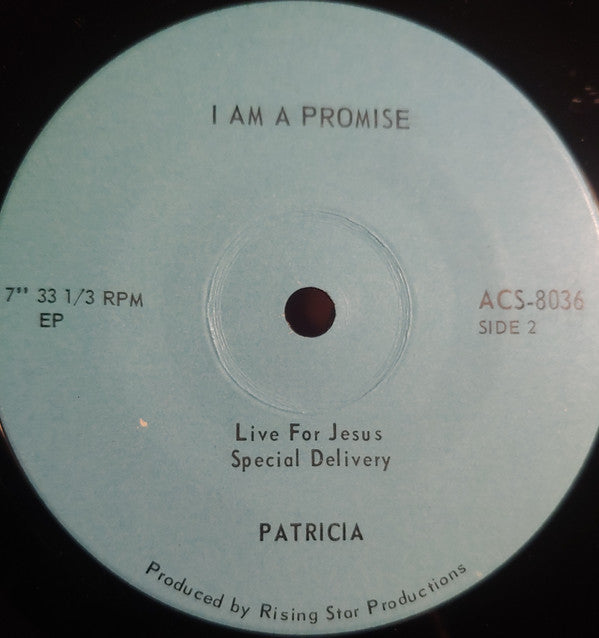 I AM A PROMISE
7" 33 1/3 RPM
EP
ACS-8036
SIDE 2
Live For Jesus
Special Delivery
PATRICIA
Produced by Rising Star Productions